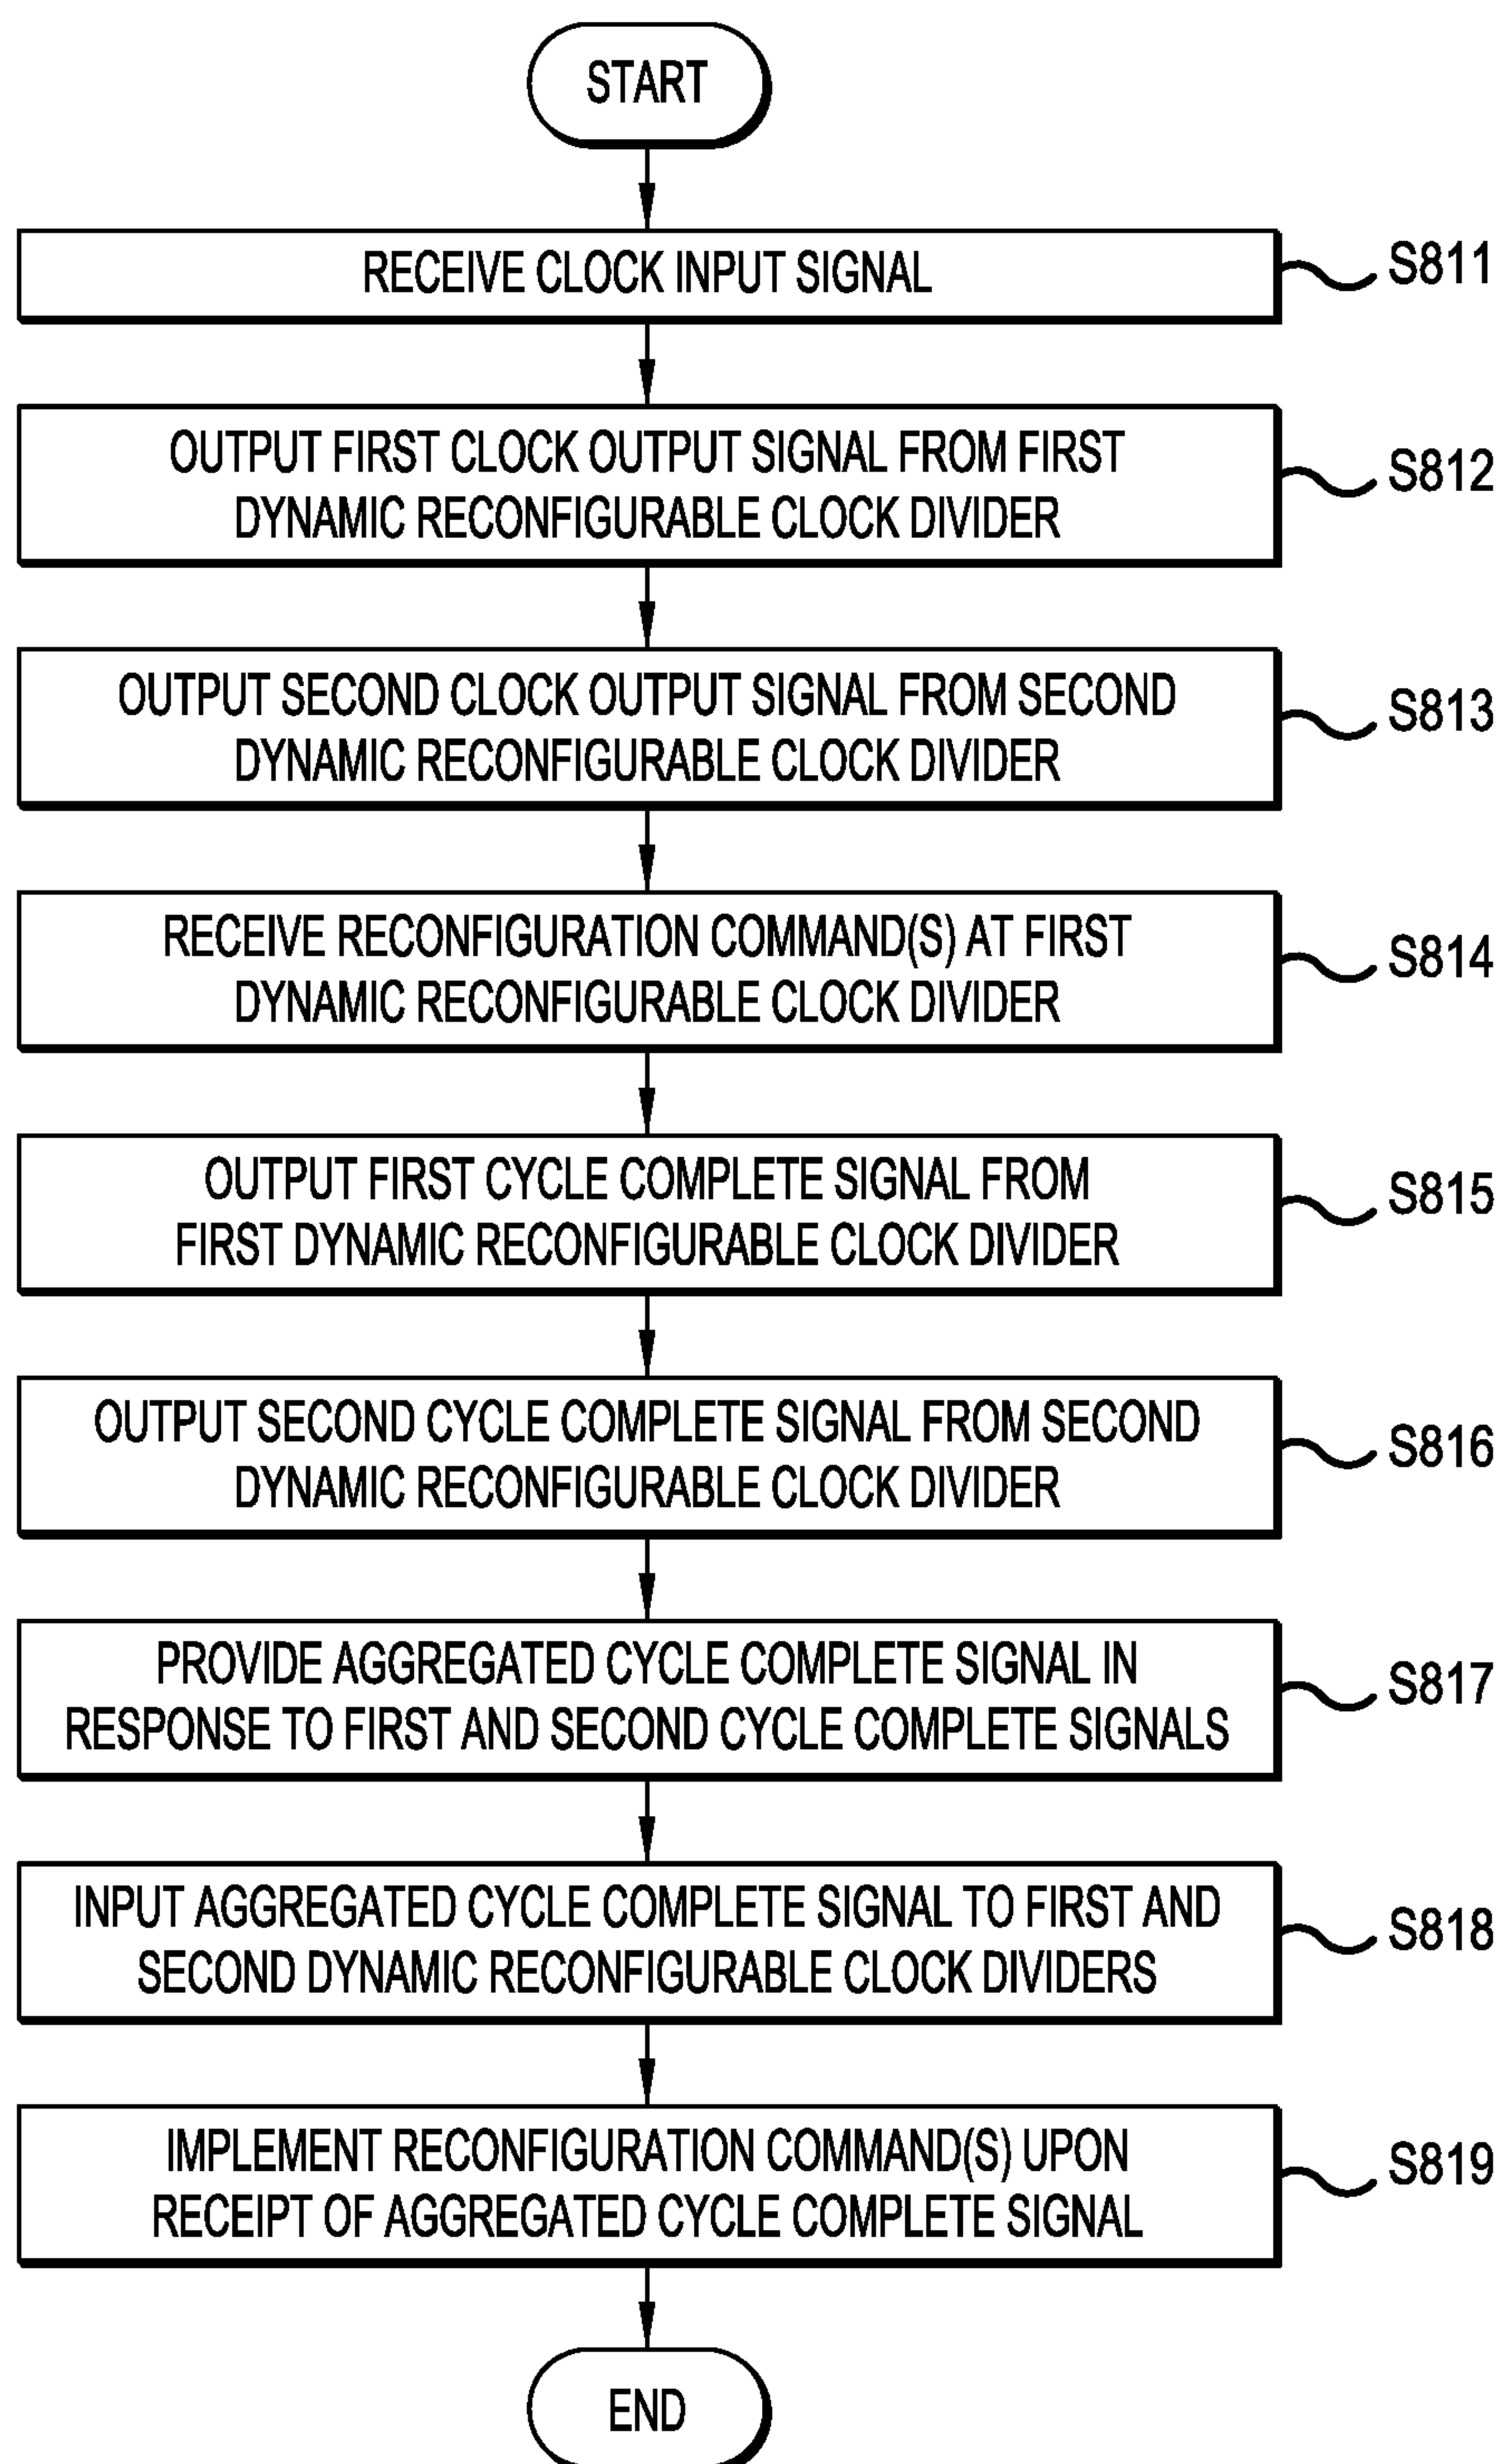 START
RECEIVE CLOCK INPUT SIGNAL
S811
OUTPUT FIRST CLOCK OUTPUT SIGNAL FROM FIRST
DYNAMIC RECONFIGURABLE CLOCK DIVIDER
S812
OUTPUT SECOND CLOCK OUTPUT SIGNAL FROM SECOND
DYNAMIC RECONFIGURABLE CLOCK DIVIDER
S813
RECEIVE RECONFIGURATION COMMAND(S) AT FIRST
DYNAMIC RECONFIGURABLE CLOCK DIVIDER
S814
OUTPUT FIRST CYCLE COMPLETE SIGNAL FROM
FIRST DYNAMIC RECONFIGURABLE CLOCK DIVIDER
S815
OUTPUT SECOND CYCLE COMPLETE SIGNAL FROM SECOND
DYNAMIC RECONFIGURABLE CLOCK DIVIDER
S816
PROVIDE AGGREGATED CYCLE COMPLETE SIGNAL IN
RESPONSE TO FIRST AND SECOND CYCLE COMPLETE SIGNALS
S817
INPUT AGGREGATED CYCLE COMPLETE SIGNAL TO FIRST AND
SECOND DYNAMIC RECONFIGURABLE CLOCK DIVIDERS
S818
IMPLEMENT RECONFIGURATION COMMAND(S) UPON
RECEIPT OF AGGREGATED CYCLE COMPLETE SIGNAL
S819
END